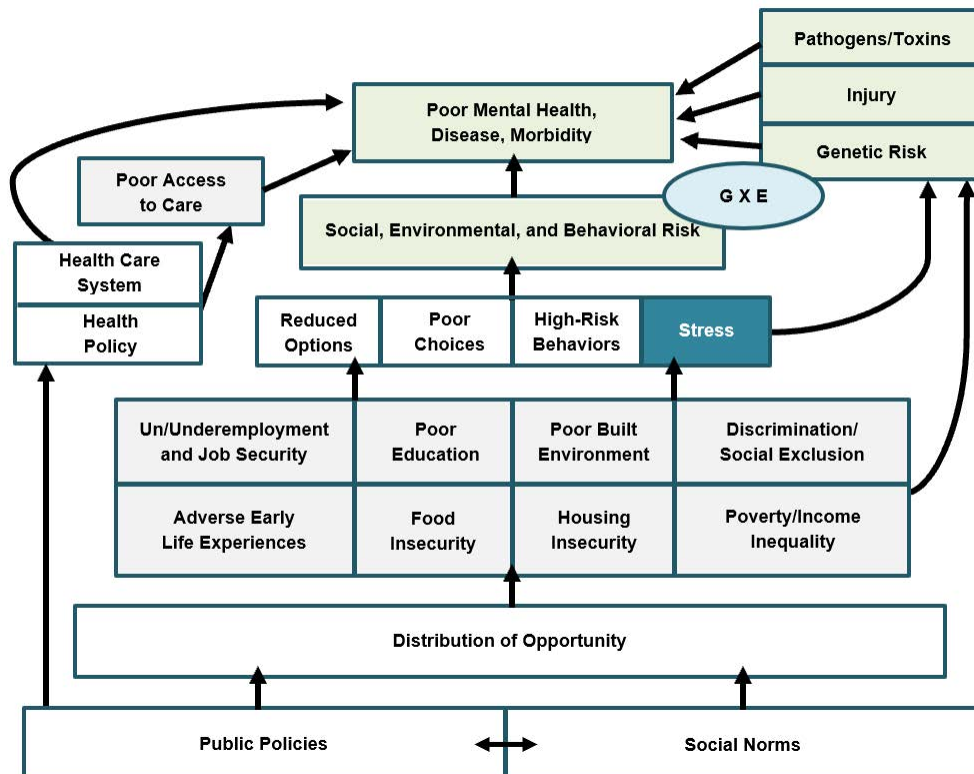 Pathogens/Toxins
Injury
Genetic Risk
Poor Mental Health,
Disease, Morbidity
Poor Access
to Care
G X E
Social, Environmental, and Behavioral Risk
Health Care
System
Health
Policy
Reduced
Options
Poor
Choices
High-Risk
Behaviors
Stress
Un/Underemployment
and Job Security
Poor
Education
Poor Built
Environment
Discrimination/
Social Exclusion
Adverse Early
Life Experiences
Food
Insecurity
Housing
Insecurity
Poverty/Income
Inequality
Distribution of Opportunity
Public Policies
Social Norms